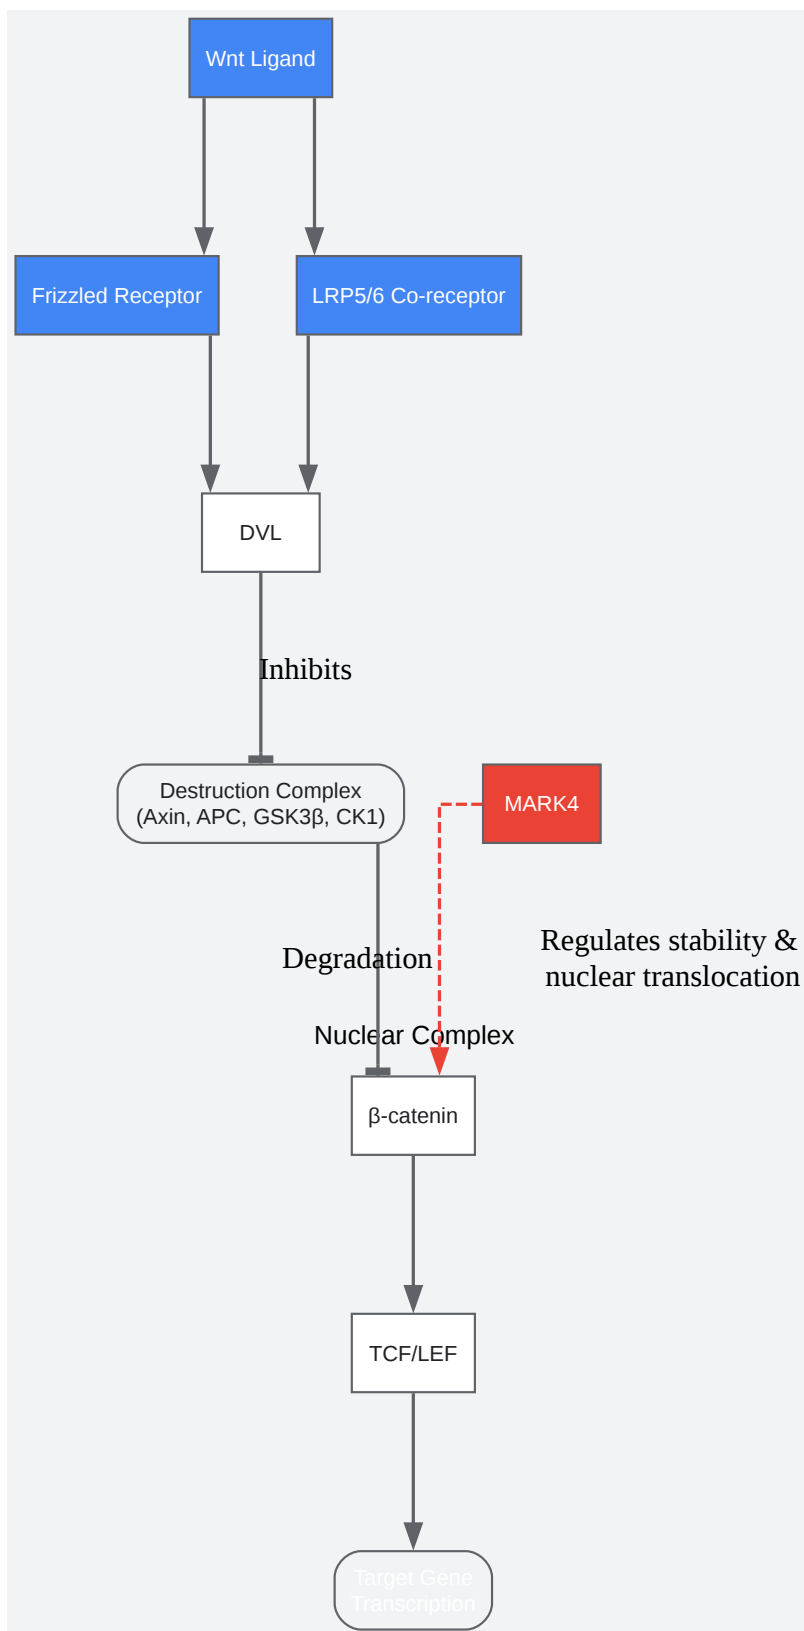 Wnt Ligand
Frizzled Receptor
LRP5/6 Co-receptor
DVL
Inhibits
Destruction Complex
(Axin, APC, GSK3β, CK1)
MARK4
Regulates stability &
nuclear translocation
Degradation
Nuclear Complex
β-catenin
TCF/LEF
Target Gene
Transcription